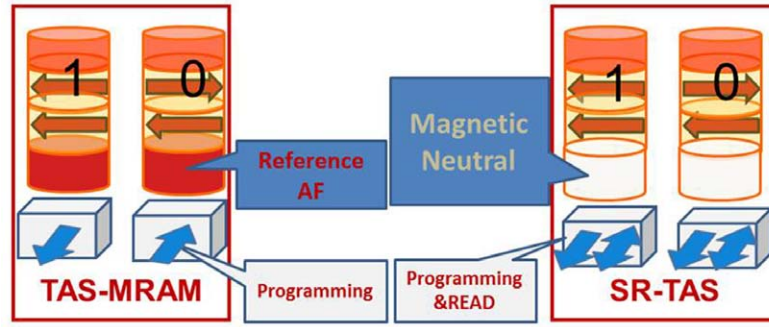 1 0
Reference
AF
Programming
TAS-MRAM
Magnetic
Neutral
Programming
&READ
1 0
SR-TAS